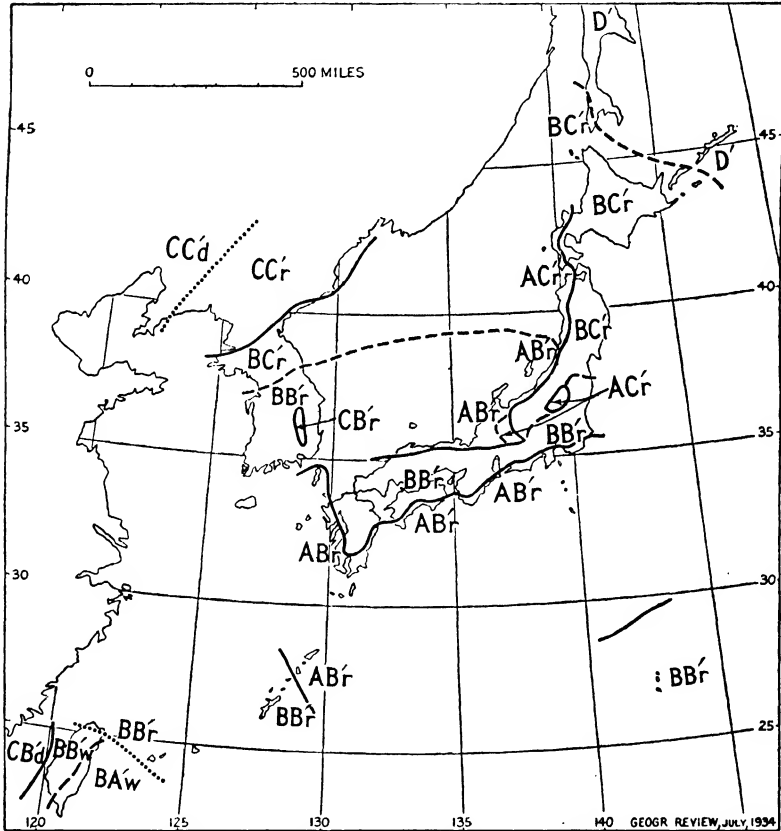 D′
0 500 MILES
45
BC′r
45
D′
BC′r
CC′d
CC′r
AC′r
40
40
BC′r
BC′r
AB′r
AC′r
BB′r
CB′r
AB′r
BB′r
35
35
BB′r
AB′r
AB′r
AB′r
30
30
AB′r
BB′r
BB′r
25
BB′r
CB′d
BB′w
BA′w
120
125
130
135
140
GEOGR REVIEW, JULY, 1934